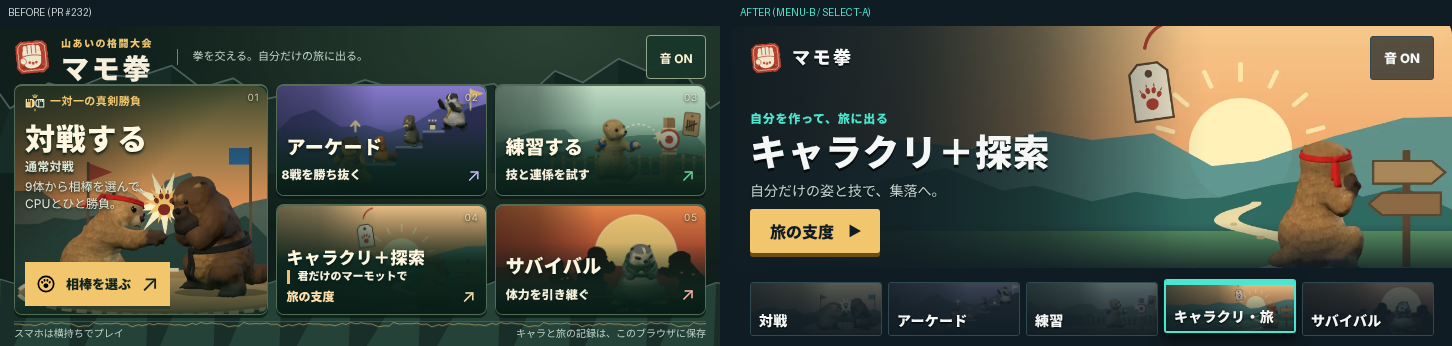 BEFORE (PR #232)
山あいの格闘大会
マモ拳
拳を交える。自分だけの旅に出る。
音 ON
一対一の真剣勝負
01
対戦する
通常対戦
9体から相棒を選んで、
CPUとひと勝負。
相棒を選ぶ
02
アーケード
8戦を勝ち抜く
03
練習する
技と連係を試す
04
キャラクリ＋探索
君だけのマーモットで
旅の支度
05
サバイバル
体力を引き継ぐ
スマホは横持ちでプレイ
キャラと旅の記録は、このブラウザに保存
AFTER (MENU-B / SELECT-A)
マモ拳
音 ON
自分を作って、旅に出る
キャラクリ＋探索
自分だけの姿と技で、集落へ。
旅の支度
対戦
アーケード
練習
キャラクリ・旅
サバイバル